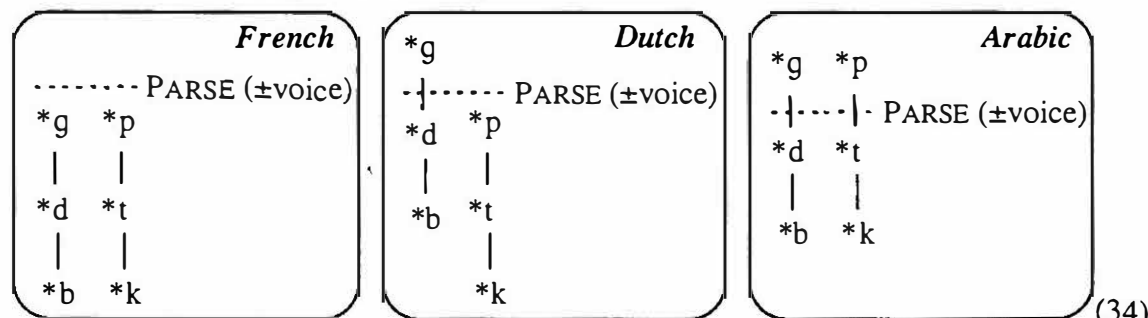 French
PARSE (±voice)
*g *p
*d *t
*b *k
Dutch
*g
PARSE (±voice)
*d *p
*b *t
*k
Arabic
*g *p
PARSE (±voice)
*d *t
*b *k
(34)